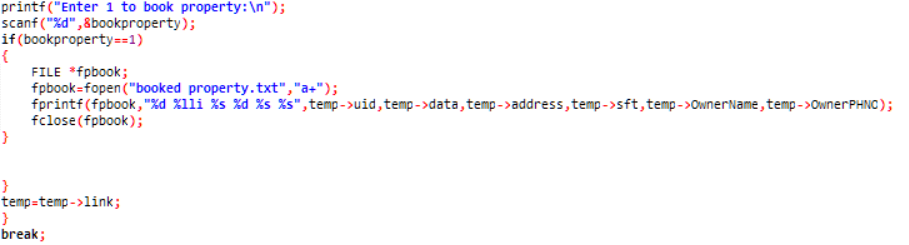 printf("Enter 1 to book property:\n");
scanf("%d",&bookproperty);
if(bookproperty==1)
{
FILE *fpbook;
fpbook=fopen("booked property.txt","a+");
fprintf(fpbook,"%d %lli %s %d %s %s",temp->uid,temp->data,temp->address,temp->sft,temp->OwnerName,temp->OwnerPHNO);
fclose(fpbook);
}
}
temp=temp->link;
}
break;